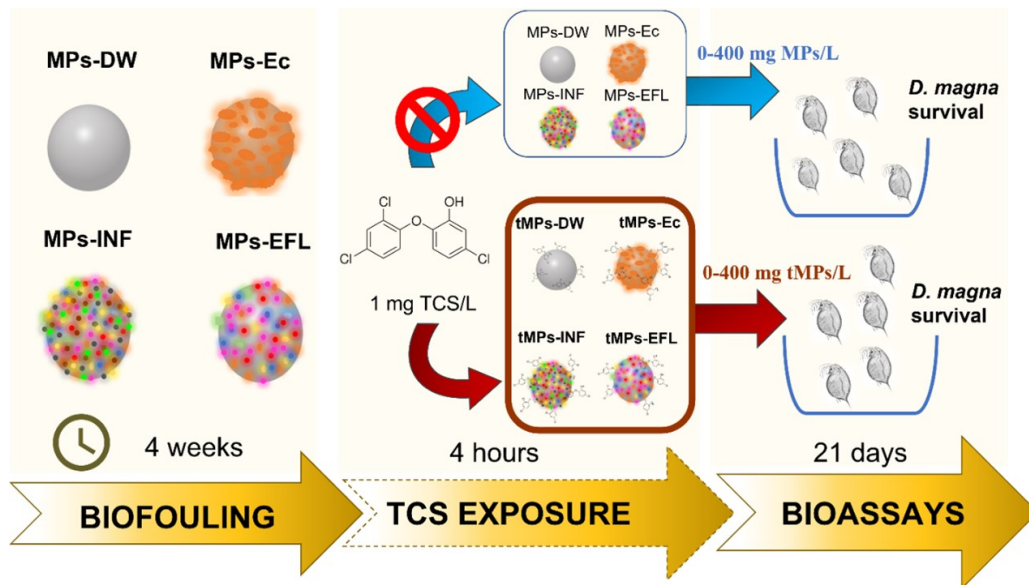 MPs-DW
MPs-Ec
MPs-INF
MPs-EFL
4 weeks
BIOFOULING
MPs-DW
MPs-Ec
MPs-INF
MPs-EFL
Cl
OH
O
Cl
Cl
1 mg TCS/L
tMPs-DW
tMPs-Ec
tMPs-INF
tMPs-EFL
4 hours
TCS EXPOSURE
0-400 mg MPs/L
D. magna
survival
0-400 mg tMPs/L
D. magna
survival
21 days
BIOASSAYS